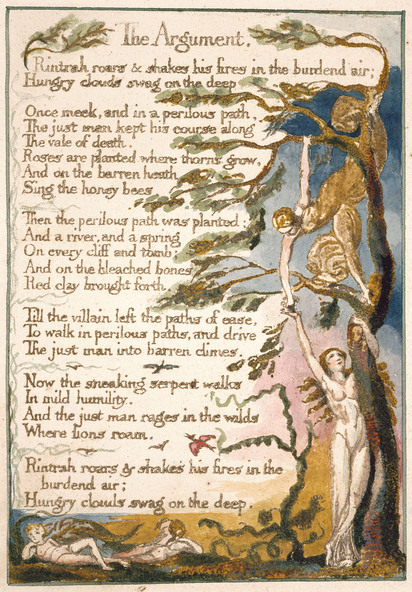 The Argument.
Rintrah roars & shakes his fires in the burdend air;
Hungry clouds swag on the deep
Once meek, and in a perilous path,
The just man kept his course along
The vale of death.
Roses are planted where thorns grow,
And on the barren heath
Sing the honey bees
Then the perilous path was planted:
And a river, and a spring
On every cliff and tomb;
And on the bleached bones
Red clay brought forth.
Till the villain left the paths of ease,
To walk in perilous paths, and drive
The just man into barren climes.
Now the sneaking serpent walks
In mild humility.
And the just man rages in the wilds
Where lions roam.
Rintrah roars & shakes his fires in the
burdend air;
Hungry clouds swag on the deep.